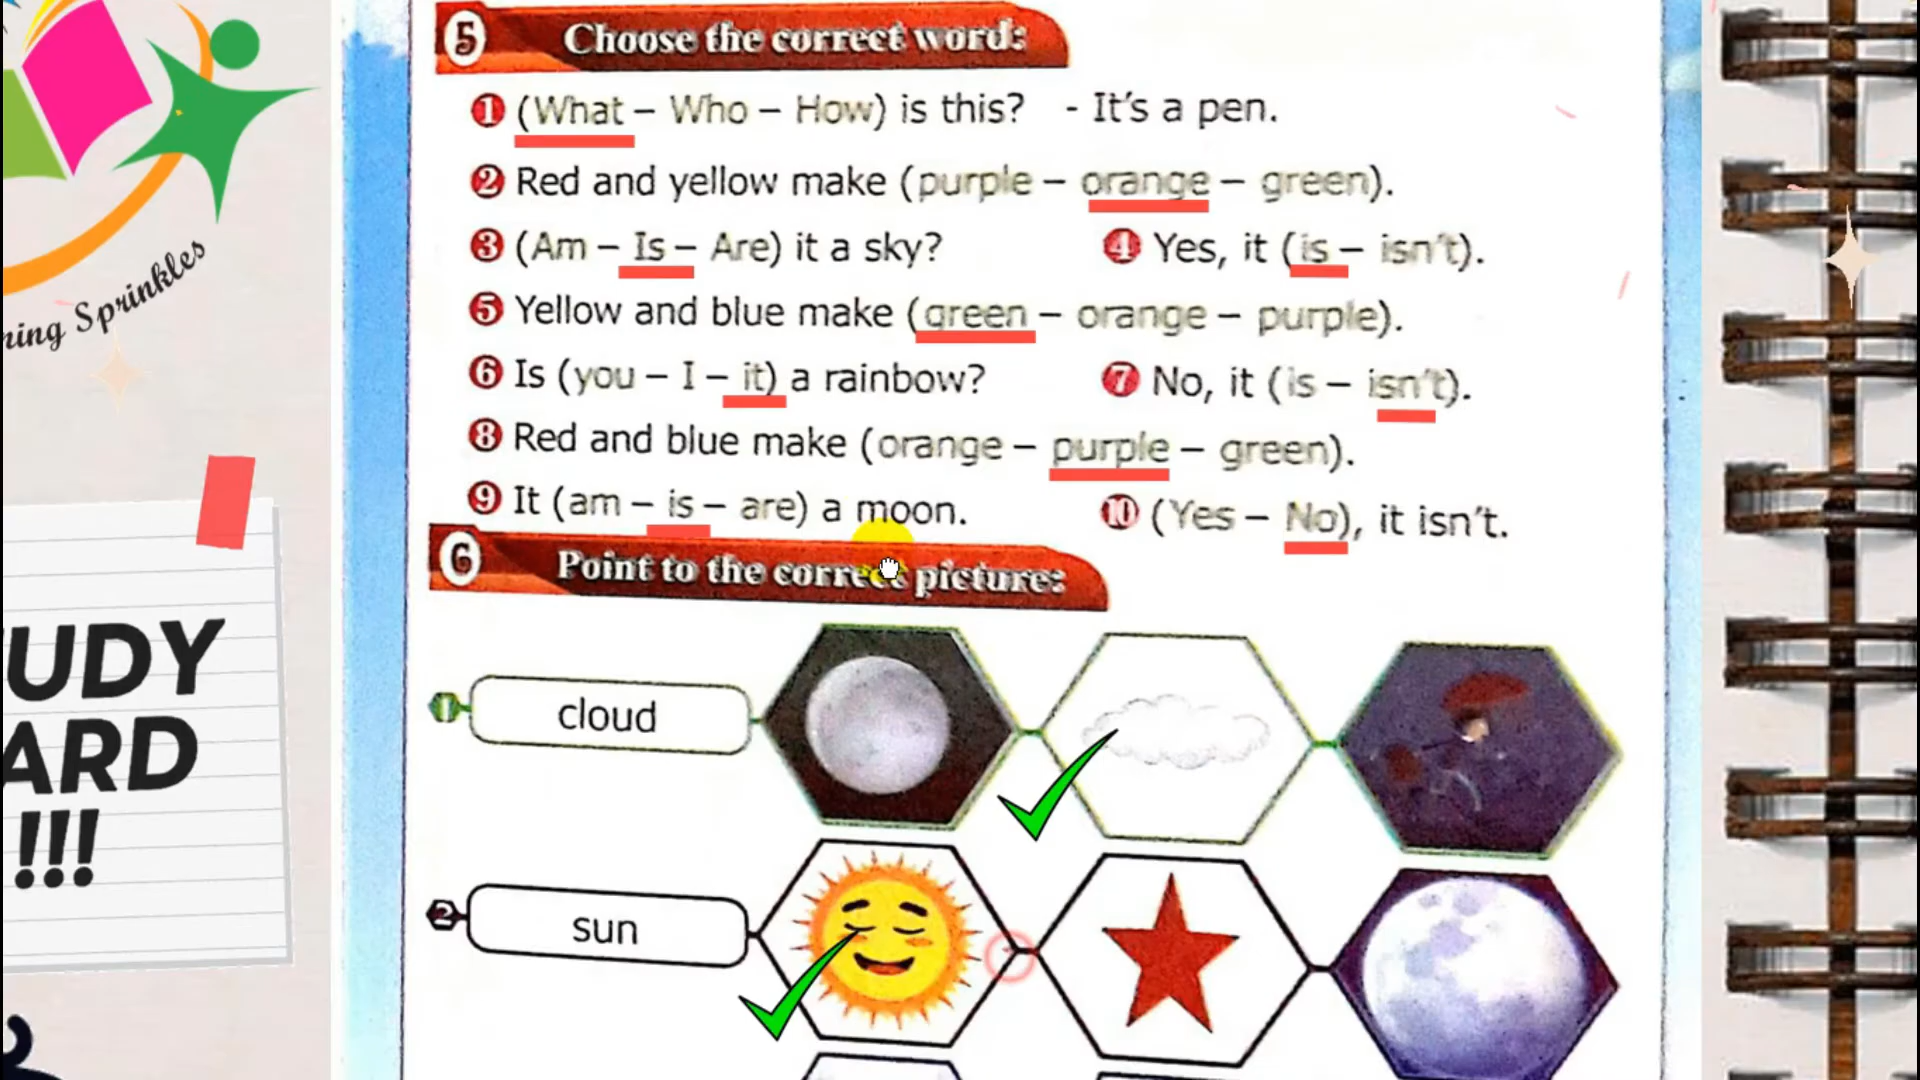 5 Choose the correct word:
1 (What – Who – How) is this? - It's a pen.
2 Red and yellow make (purple – orange – green).
3 (Am – Is – Are) it a sky? 4 Yes, it (is – isn't).
5 Yellow and blue make (green – orange – purple).
6 Is (you – I – it) a rainbow? 7 No, it (is – isn't).
8 Red and blue make (orange – purple – green).
9 It (am – is – are) a moon. 10 (Yes – No), it isn't.
6 Point to the correct picture:
1 cloud
2 sun
ning Sprinkles
TUDY
ARD
!!!